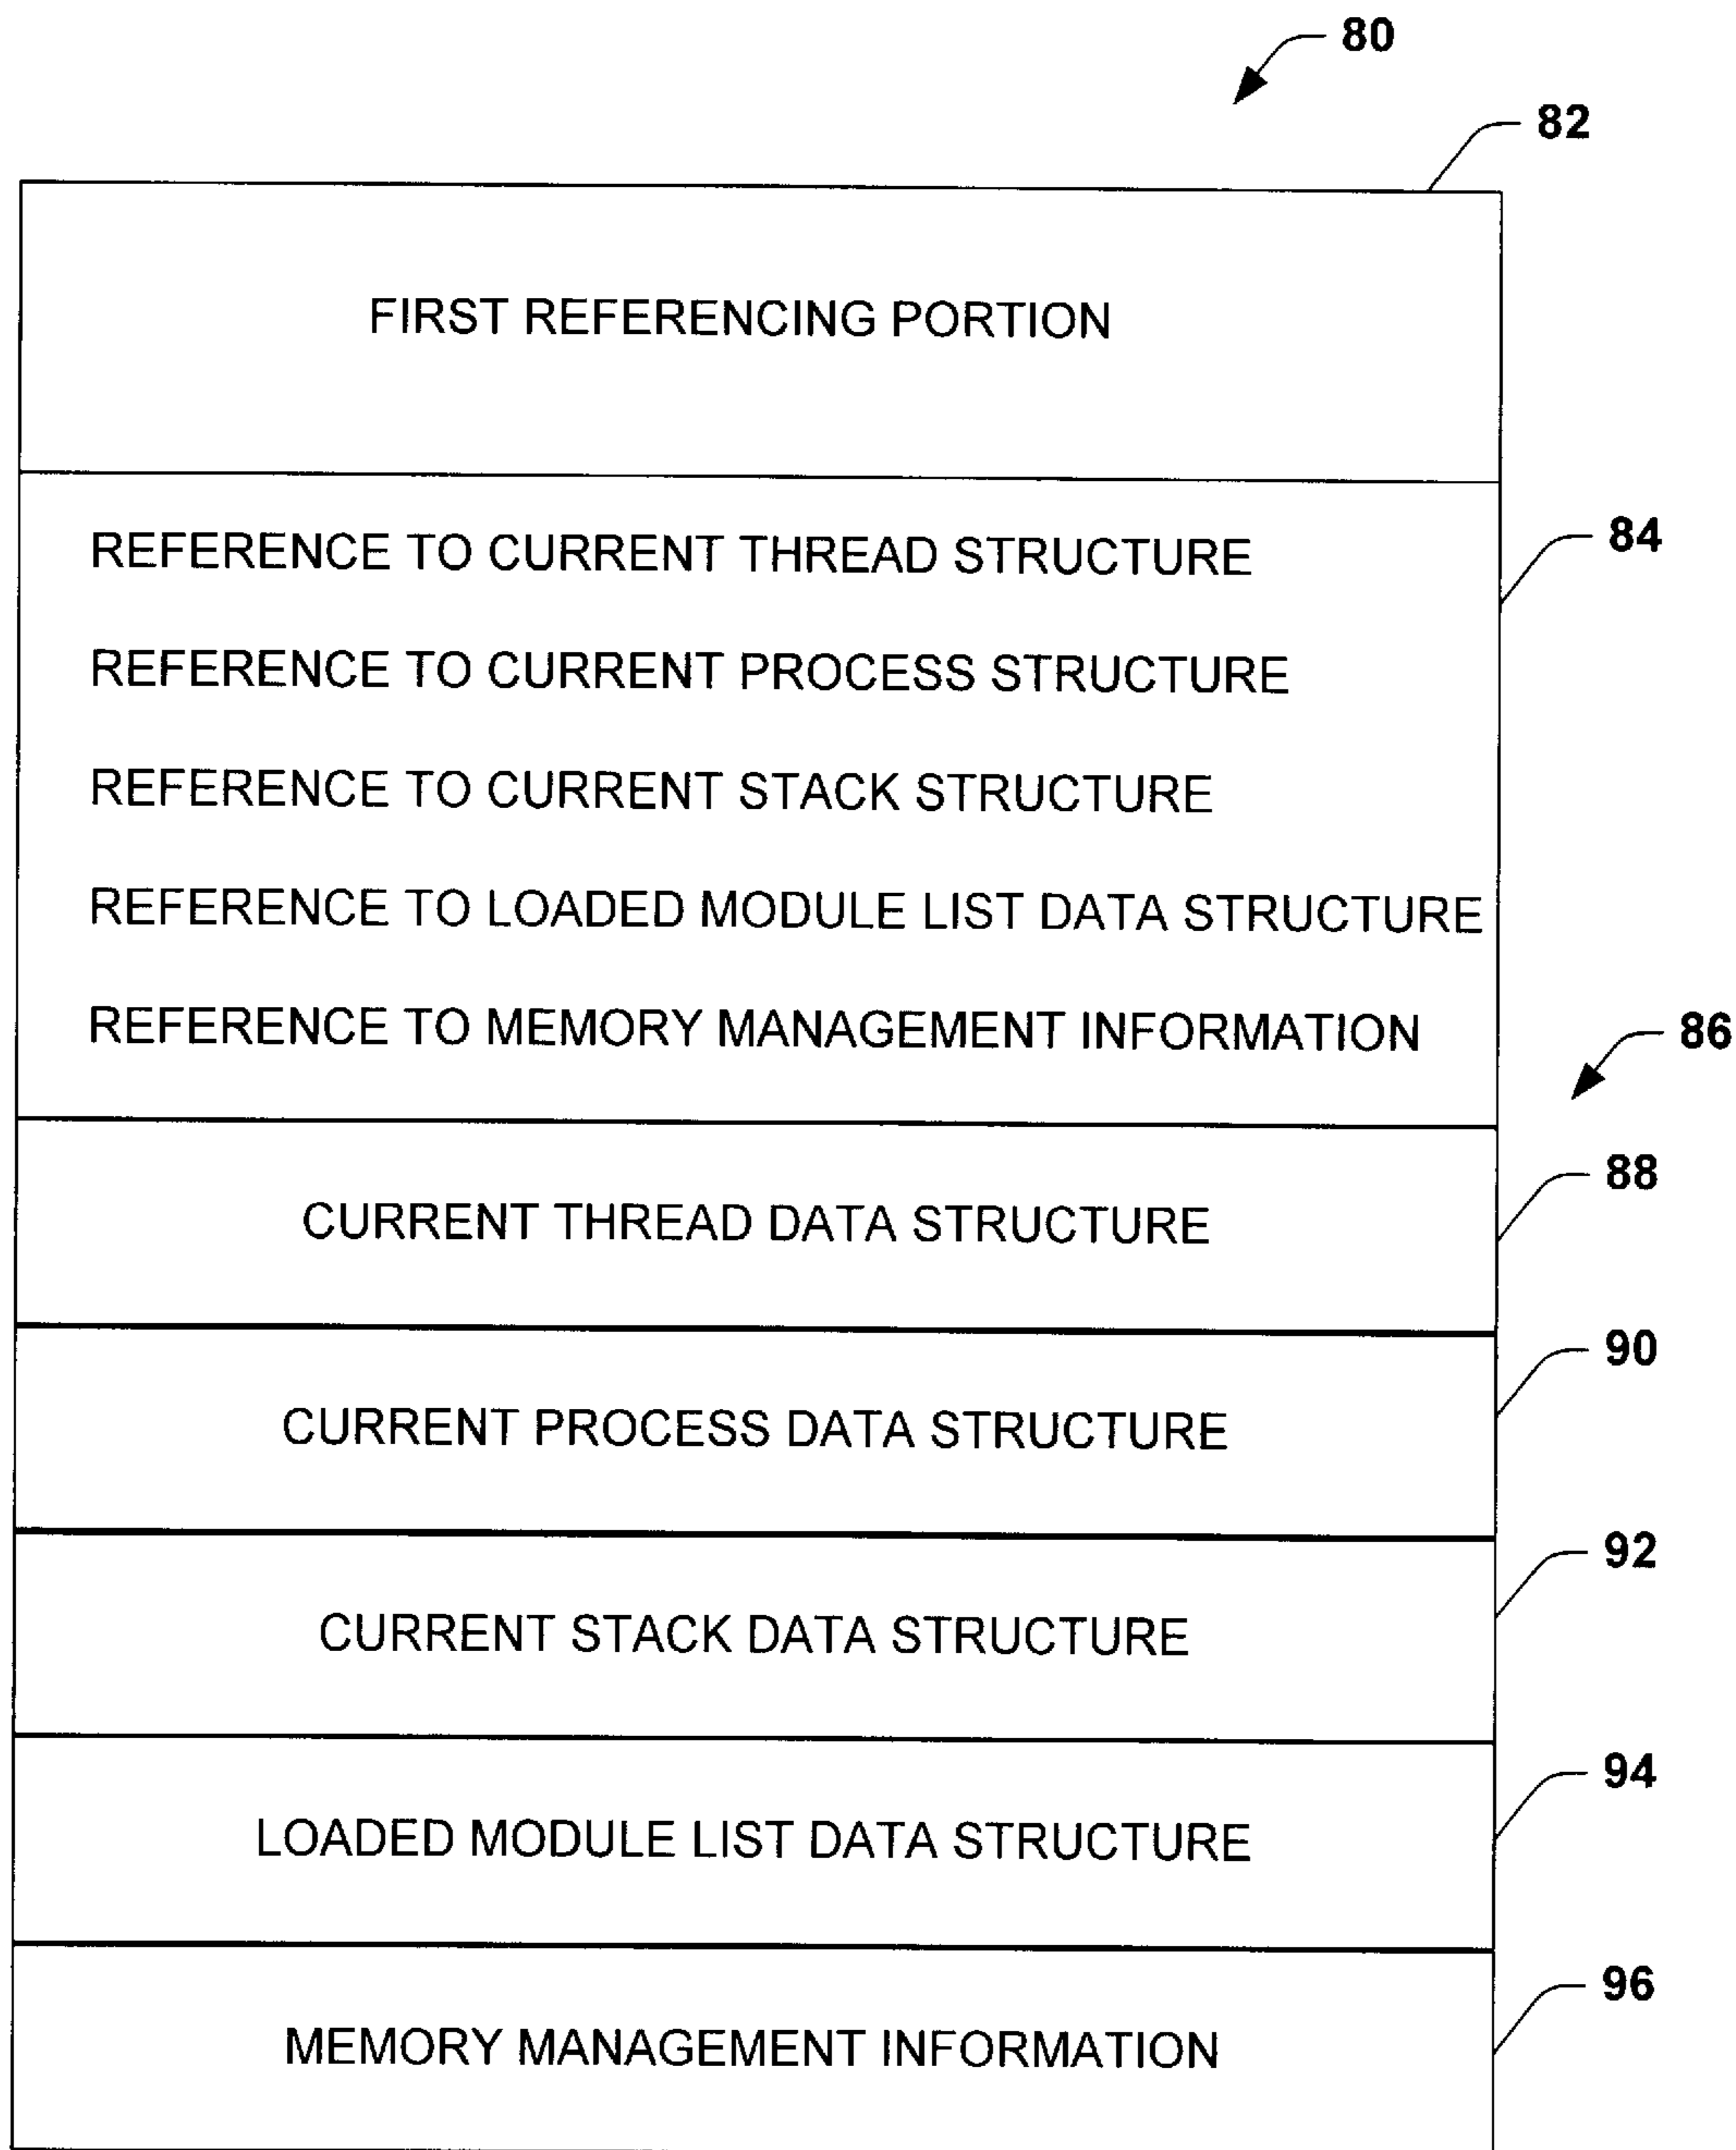 80
82
FIRST REFERENCING PORTION
84
REFERENCE TO CURRENT THREAD STRUCTURE
REFERENCE TO CURRENT PROCESS STRUCTURE
REFERENCE TO CURRENT STACK STRUCTURE
REFERENCE TO LOADED MODULE LIST DATA STRUCTURE
REFERENCE TO MEMORY MANAGEMENT INFORMATION
86
88
CURRENT THREAD DATA STRUCTURE
90
CURRENT PROCESS DATA STRUCTURE
92
CURRENT STACK DATA STRUCTURE
94
LOADED MODULE LIST DATA STRUCTURE
96
MEMORY MANAGEMENT INFORMATION